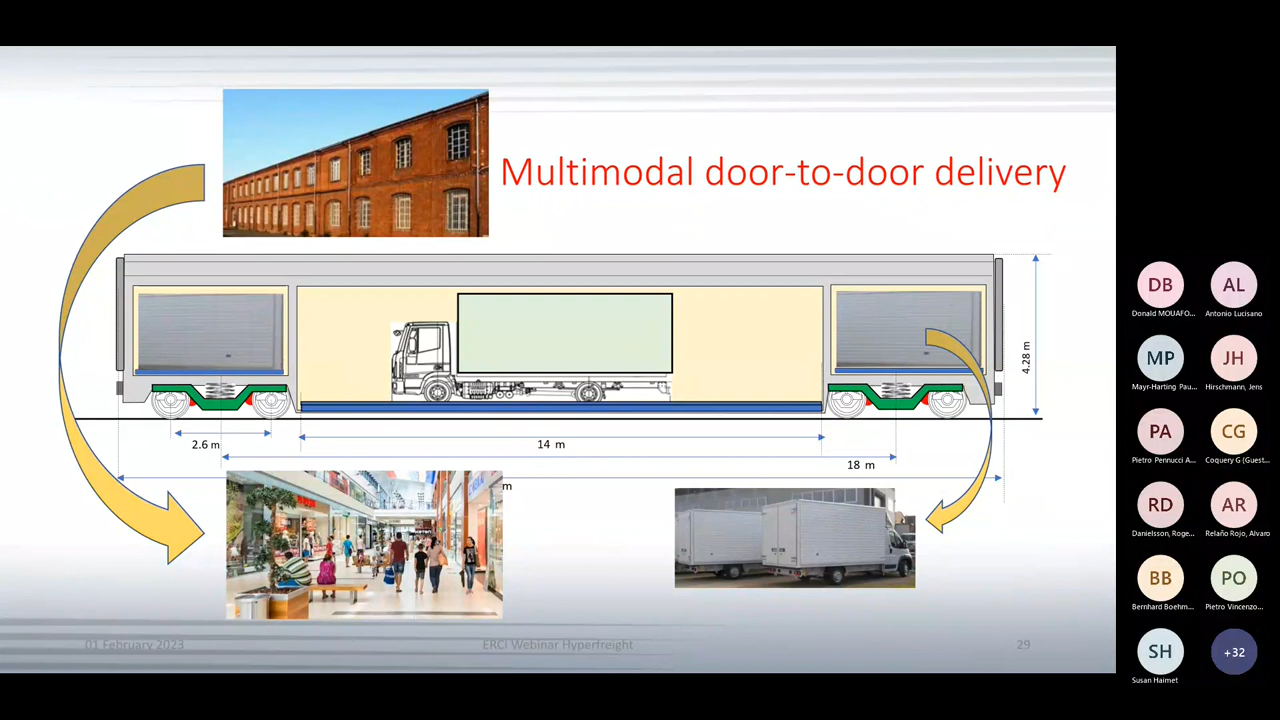 Multimodal door-to-door delivery
4.28 m
2.6 m
14 m
18 m
m
01 February 2023
ERCI Webinar Hyperfreight
29
DB
Donald MOUAFO...
AL
Antonio Lucisano
MP
Mayr-Harting Pau...
JH
Hirschmann, Jens
PA
Pietro Pennucci A...
CG
Coquery G (Guest...
RD
Danielsson, Roge...
AR
Relaño Rojo, Alvaro
BB
Bernhard Boehm...
PO
Pietro Vincenzo...
SH
Susan Haimet
+32